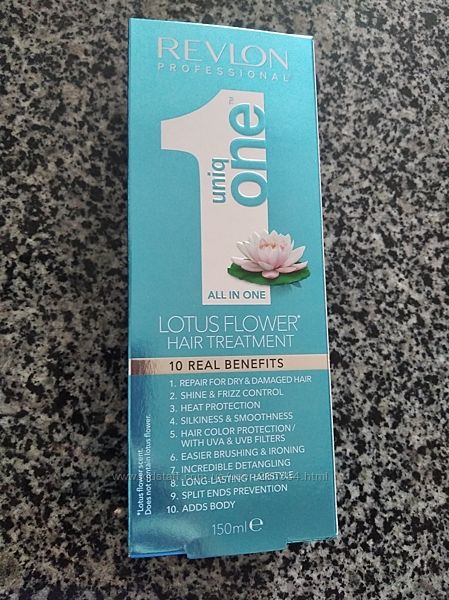 REVLON
PROFESSIONAL
1
uniq
one™
ALL IN ONE
LOTUS FLOWER*
HAIR TREATMENT
10 REAL BENEFITS
1. REPAIR FOR DRY & DAMAGED HAIR
2. SHINE & FRIZZ CONTROL
3. HEAT PROTECTION
4. SILKINESS & SMOOTHNESS
5. HAIR COLOR PROTECTION/
WITH UVA & UVB FILTERS
6. EASIER BRUSHING & IRONING
7. INCREDIBLE DETANGLING
8. LONG-LASTING HAIRSTYLE
9. SPLIT ENDS PREVENTION
10. ADDS BODY
150ml e
*Lotus flower scent.
Does not contain lotus flower.